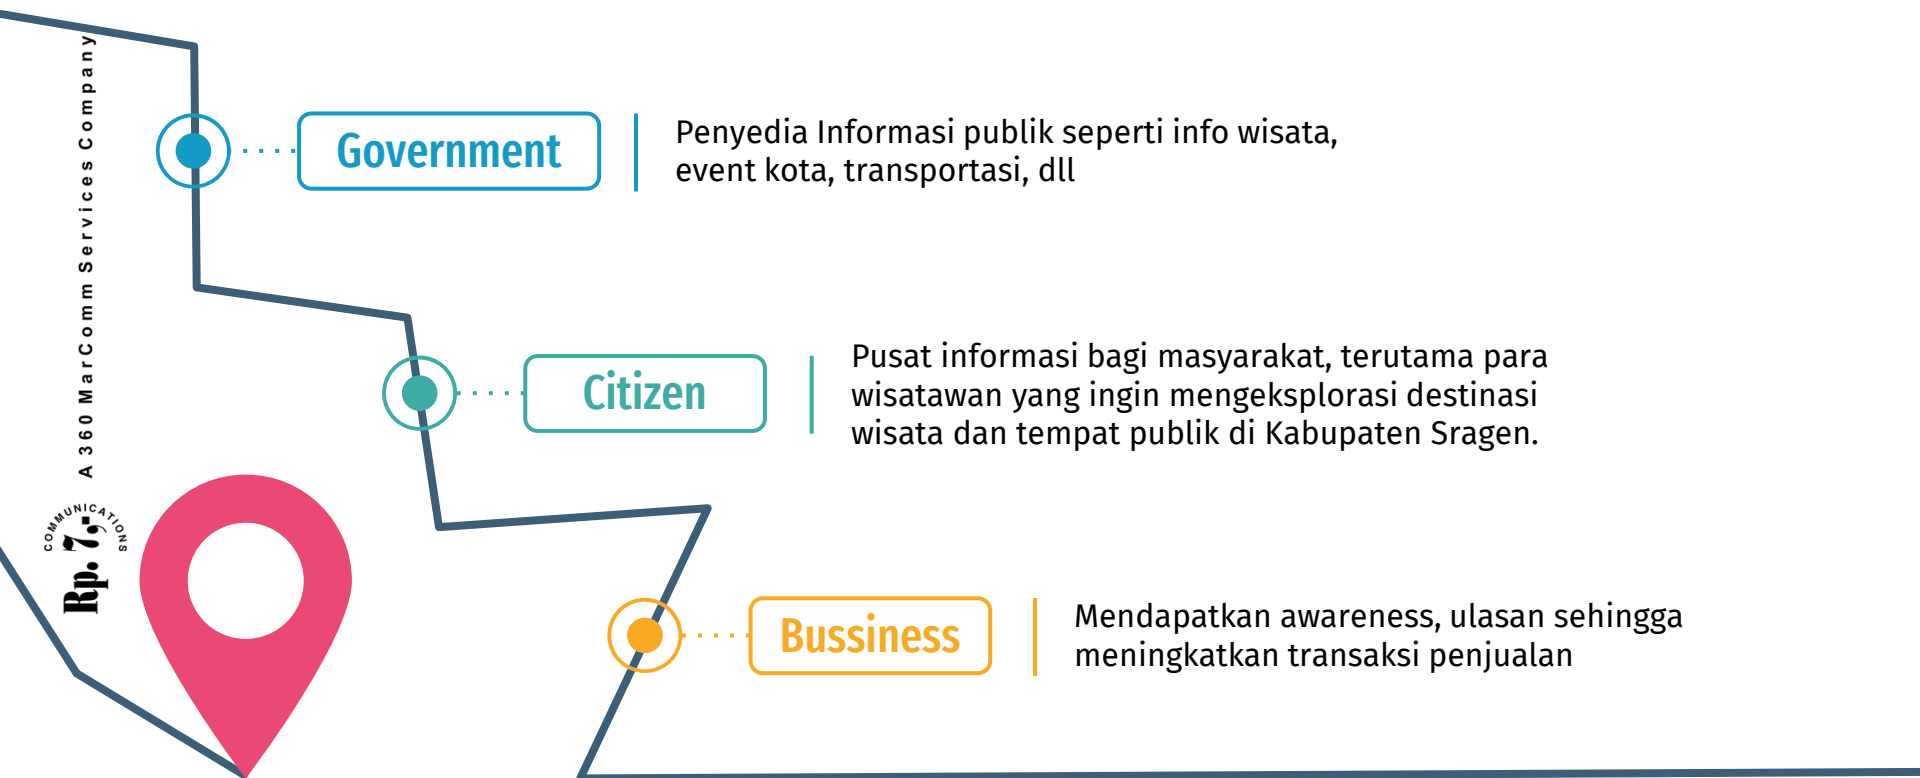 Government
Penyedia Informasi publik seperti info wisata,
event kota, transportasi, dll
Citizen
Pusat informasi bagi masyarakat, terutama para
wisatawan yang ingin mengeksplorasi destinasi
wisata dan tempat publik di Kabupaten Sragen.
Bussiness
Mendapatkan awareness, ulasan sehingga
meningkatkan transaksi penjualan
Rp. 7,-
COMMUNICATIONS
A 360 MarComm Services Company